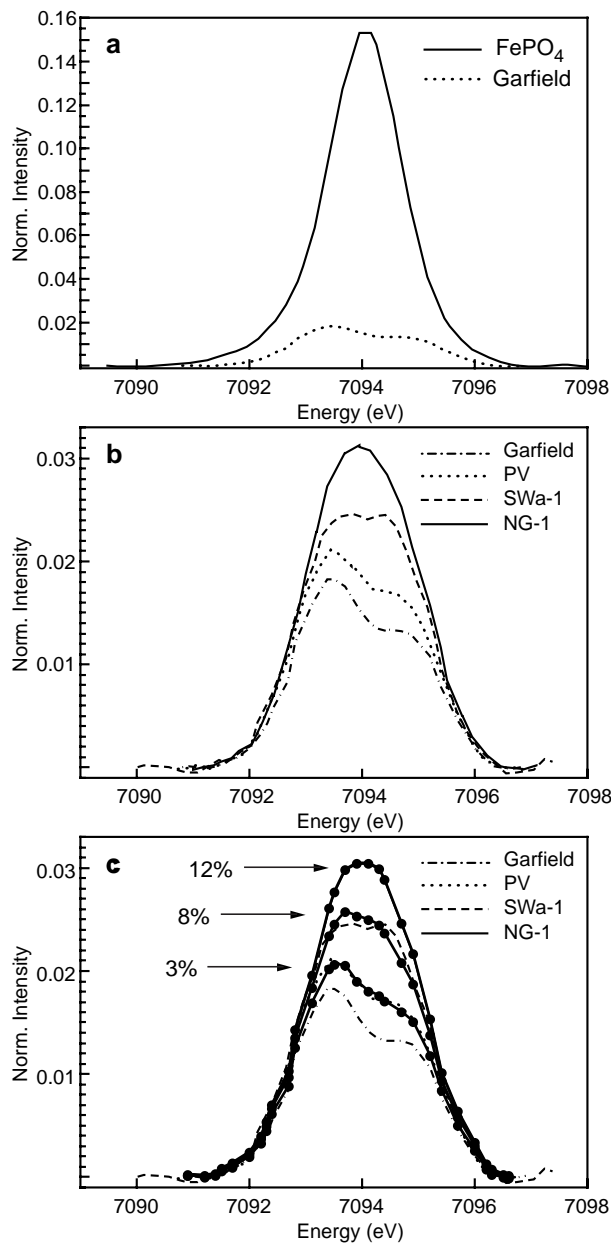 a
FePO4
Garfield
0.16
0.14
0.12
0.10
0.08
0.06
0.04
0.02
Norm. Intensity
7090
7092
7094
7096
7098
Energy (eV)
b
Garfield
PV
SWa-1
NG-1
0.03
0.02
0.01
Norm. Intensity
7090
7092
7094
7096
7098
Energy (eV)
c
Garfield
PV
SWa-1
NG-1
12%
8%
3%
0.03
0.02
0.01
Norm. Intensity
7090
7092
7094
7096
7098
Energy (eV)